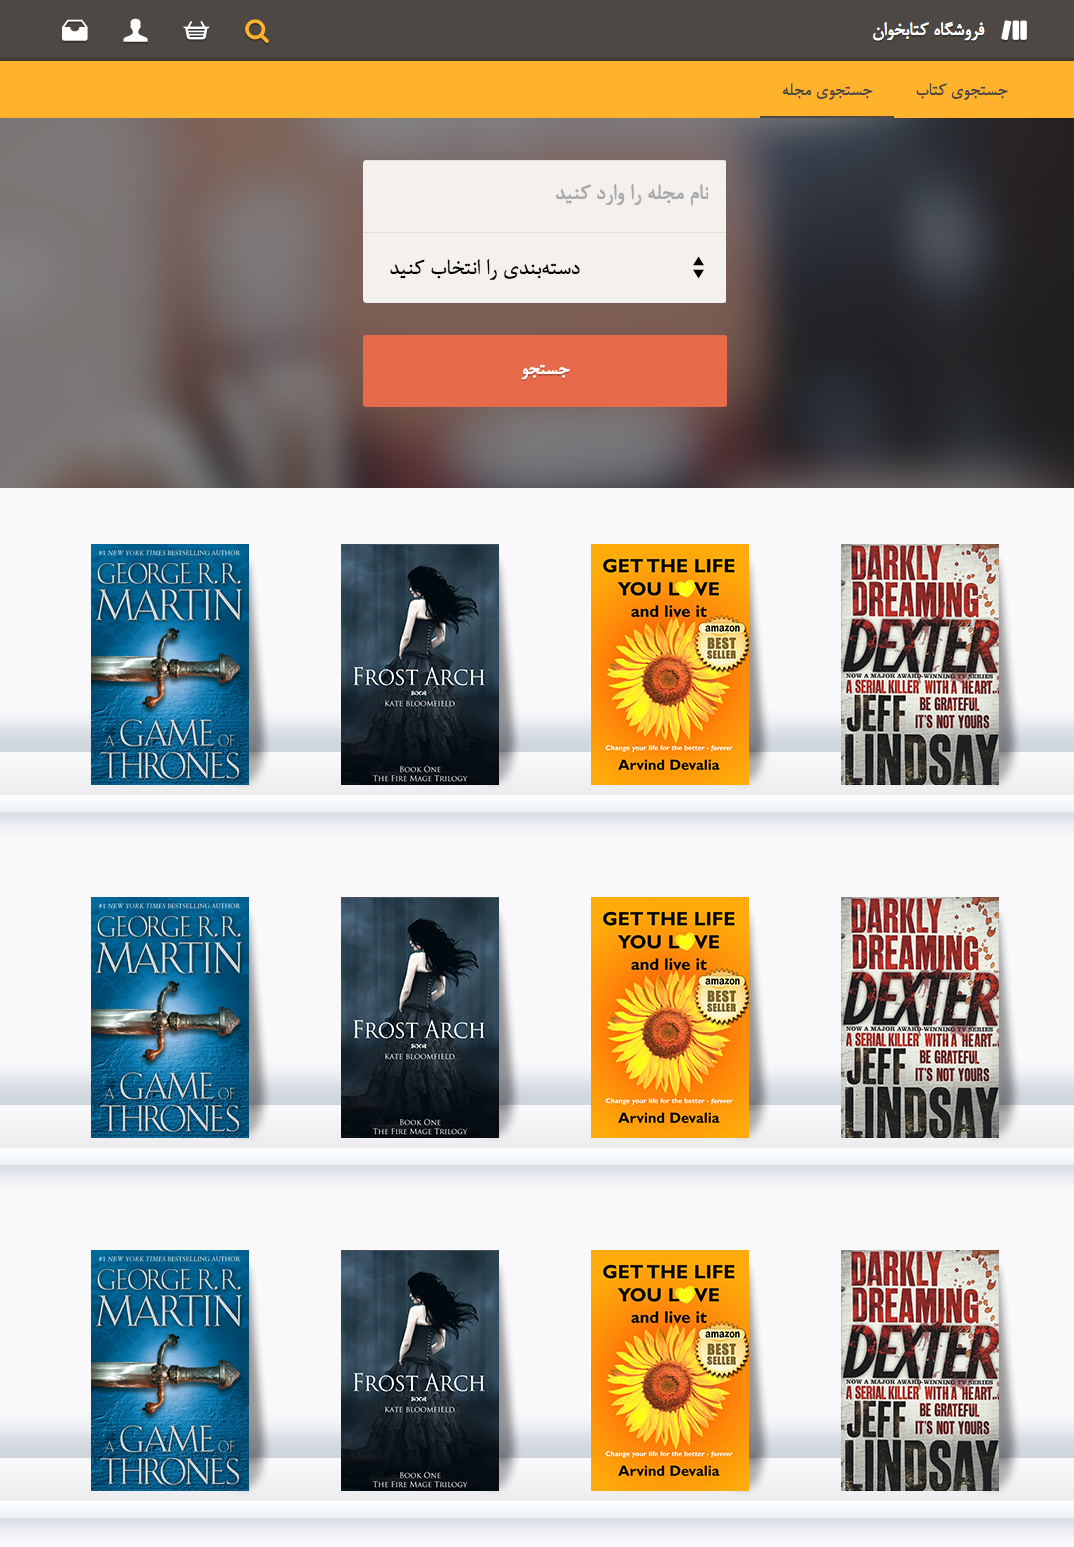 فروشگاه کتابخوان
جستجوی کتاب
جستجوی مجله
نام مجله را وارد کنید
دسته‌بندی را انتخاب کنید
جستجو
#1 NEW YORK TIMES BESTSELLING AUTHOR
GEORGE R.R.
MARTIN
A GAME OF
THRONES
FROST ARCH
KATE BLOOMFIELD
BOOK ONE
THE FIRE MAGE TRILOGY
GET THE LIFE
YOU LOVE
and live it
amazon
BEST
SELLER
Change your life for the better - forever
Arvind Devalia
DARKLY
DREAMING
DEXTER
NOW A MAJOR AWARD-WINNING TV SERIES
A SERIAL KILLER WITH A HEART...
JEFF
BE GRATEFUL
IT'S NOT YOURS
LINDSAY
#1 NEW YORK TIMES BESTSELLING AUTHOR
GEORGE R.R.
MARTIN
A GAME OF
THRONES
FROST ARCH
KATE BLOOMFIELD
BOOK ONE
THE FIRE MAGE TRILOGY
GET THE LIFE
YOU LOVE
and live it
amazon
BEST
SELLER
Change your life for the better - forever
Arvind Devalia
DARKLY
DREAMING
DEXTER
NOW A MAJOR AWARD-WINNING TV SERIES
A SERIAL KILLER WITH A HEART...
JEFF
BE GRATEFUL
IT'S NOT YOURS
LINDSAY
#1 NEW YORK TIMES BESTSELLING AUTHOR
GEORGE R.R.
MARTIN
A GAME OF
THRONES
FROST ARCH
KATE BLOOMFIELD
BOOK ONE
THE FIRE MAGE TRILOGY
GET THE LIFE
YOU LOVE
and live it
amazon
BEST
SELLER
Change your life for the better - forever
Arvind Devalia
DARKLY
DREAMING
DEXTER
NOW A MAJOR AWARD-WINNING TV SERIES
A SERIAL KILLER WITH A HEART...
JEFF
BE GRATEFUL
IT'S NOT YOURS
LINDSAY